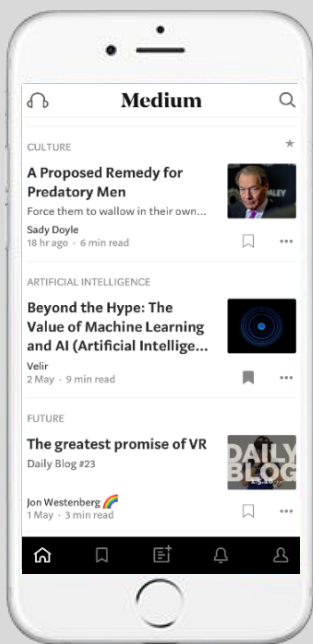 Medium
CULTURE
A Proposed Remedy for
Predatory Men
Force them to wallow in their own...
Sady Doyle
18 hr ago · 6 min read
ALEY
ARTIFICIAL INTELLIGENCE
Beyond the Hype: The
Value of Machine Learning
and AI (Artificial Intellige...
Velir
2 May · 9 min read
FUTURE
The greatest promise of VR
Daily Blog #23
DAILY
BLOG
Jon Westenberg 🌈
1 May · 3 min read